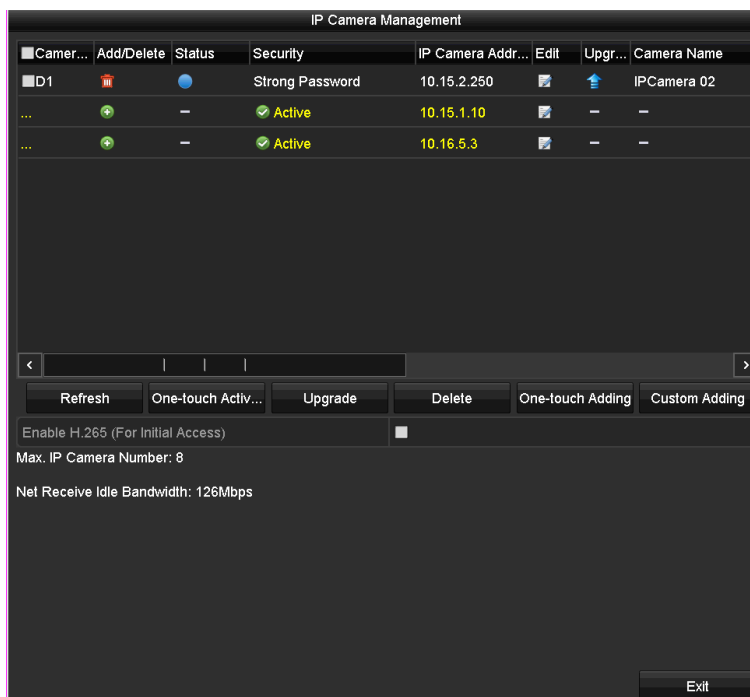 IP Camera Management
Camer... Add/Delete Status Security IP Camera Addr... Edit Upgr... Camera Name
D1 Strong Password 10.15.2.250 IPCamera 02
... – Active 10.15.1.10 – –
... – Active 10.16.5.3 – –
Refresh One-touch Activ... Upgrade Delete One-touch Adding Custom Adding
Enable H.265 (For Initial Access)
Max. IP Camera Number: 8
Net Receive Idle Bandwidth: 126Mbps
Exit